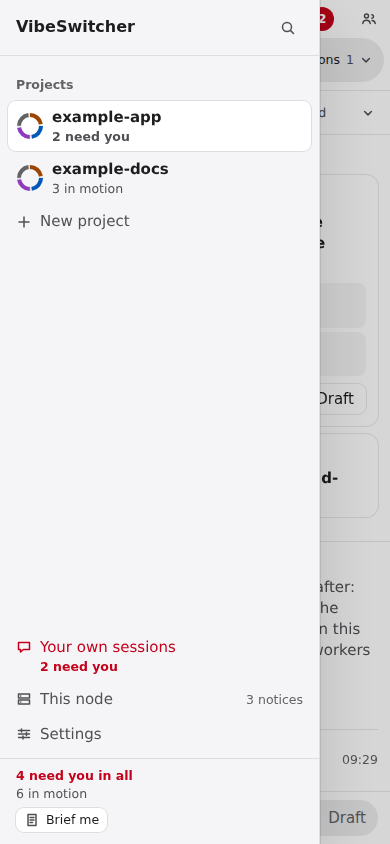 VibeSwitcher
2
ons 1
Projects
example-app
2 need you
d
example-docs
3 in motion
New project
e
e
Draft
d-
after:
he
n this
workers
Your own sessions
2 need you
This node
3 notices
Settings
09:29
4 need you in all
6 in motion
Brief me
Draft